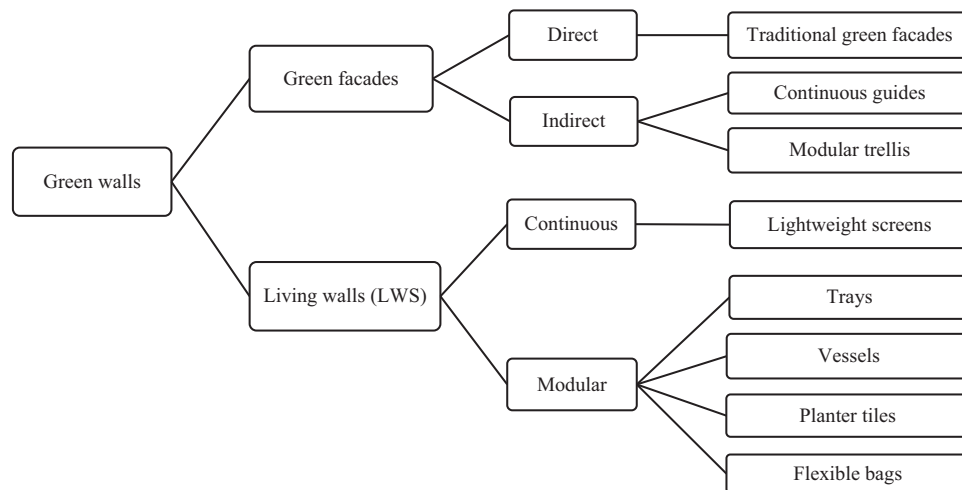 Green walls
Green facades
Direct
Traditional green facades
Indirect
Continuous guides
Modular trellis
Living walls (LWS)
Continuous
Lightweight screens
Modular
Trays
Vessels
Planter tiles
Flexible bags